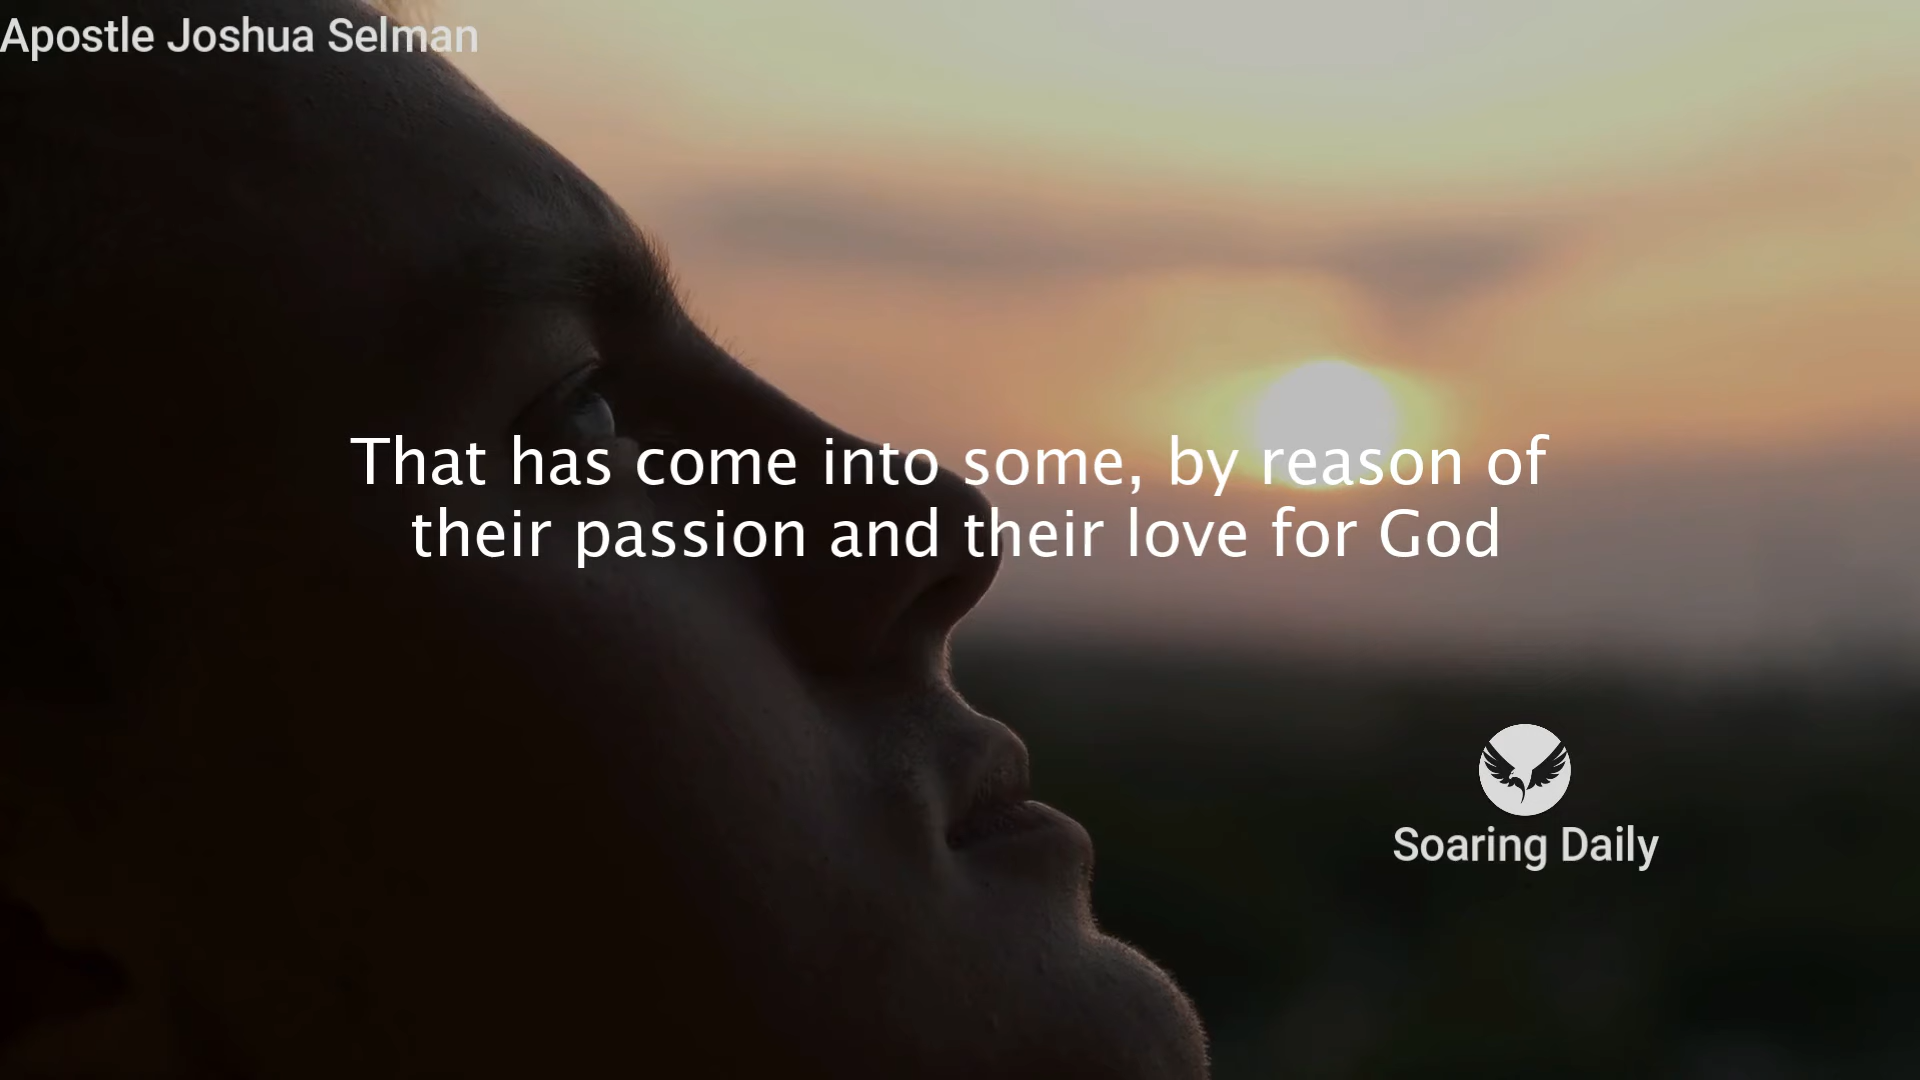 Apostle Joshua Selman
That has come into some, by reason of
their passion and their love for God
Soaring Daily